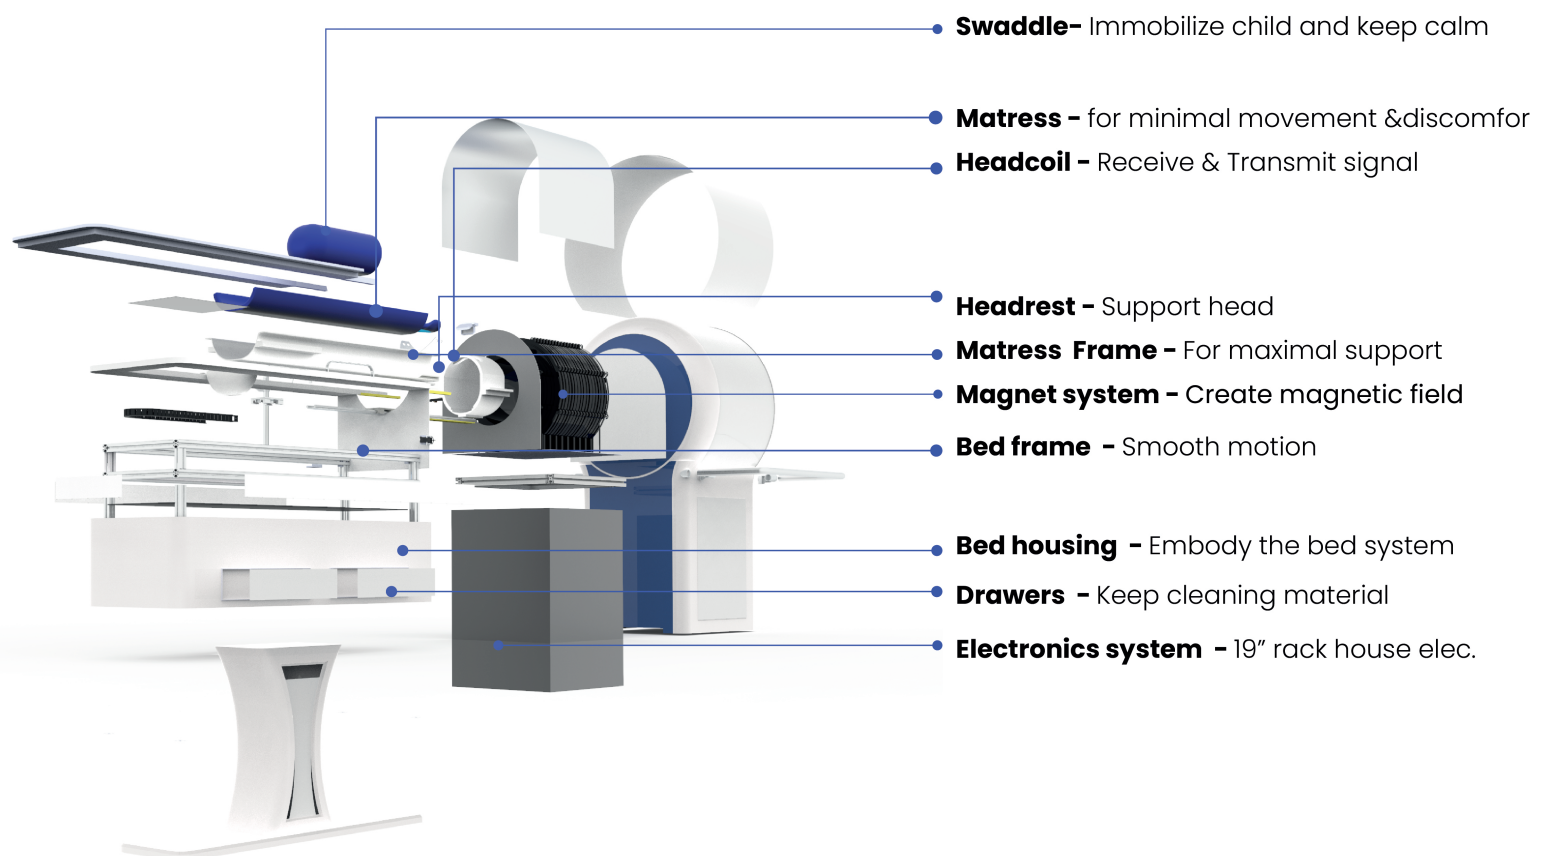 Swaddle- Immobilize child and keep calm
Matress - for minimal movement &discomfor
Headcoil - Receive & Transmit signal
Headrest - Support head
Matress Frame - For maximal support
Magnet system - Create magnetic field
Bed frame - Smooth motion
Bed housing - Embody the bed system
Drawers - Keep cleaning material
Electronics system - 19” rack house elec.